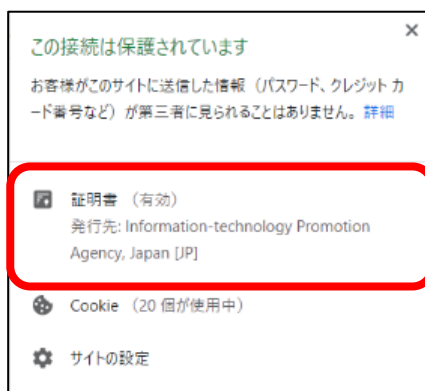 この接続は保護されています
お客様がこのサイトに送信した情報（パスワード、クレジット カ
ード番号など）が第三者に見られることはありません。 詳細
証明書 （有効）
発行先: Information-technology Promotion
Agency, Japan [JP]
Cookie （20 個が使用中）
サイトの設定